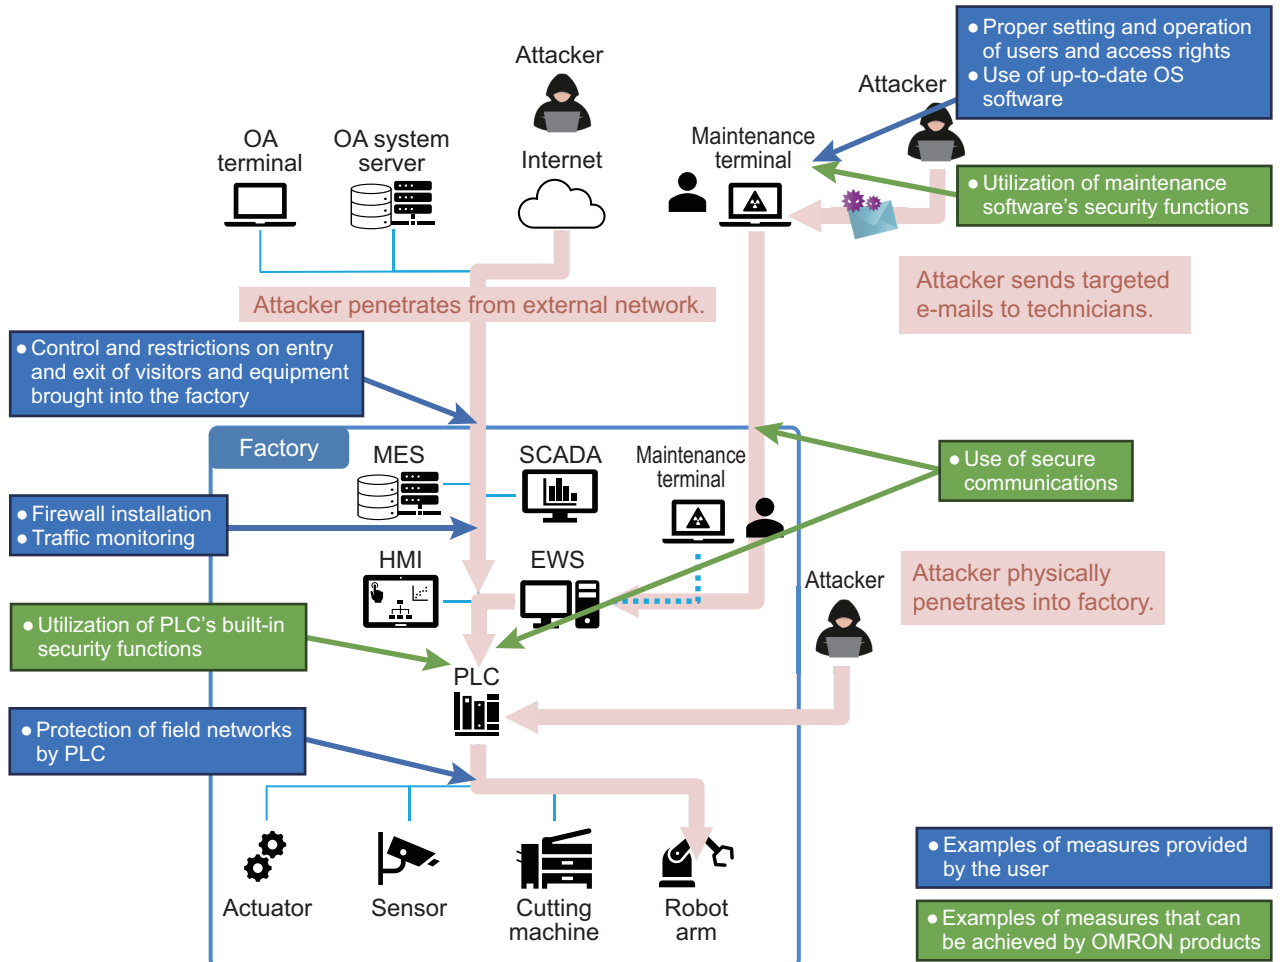 Attacker
● Proper setting and operation
of users and access rights
● Use of up-to-date OS
software
Attacker
OA
terminal
OA system
server
Internet
Maintenance
terminal
● Utilization of maintenance
software's security functions
Attacker penetrates from external network.
Attacker sends targeted
e-mails to technicians.
● Control and restrictions on entry
and exit of visitors and equipment
brought into the factory
Factory
MES
SCADA
Maintenance
terminal
● Use of secure
communications
● Firewall installation
● Traffic monitoring
HMI
EWS
Attacker
Attacker physically
penetrates into factory.
● Utilization of PLC's built-in
security functions
PLC
● Protection of field networks
by PLC
Actuator
Sensor
Cutting
machine
Robot
arm
● Examples of measures provided
by the user
● Examples of measures that can
be achieved by OMRON products